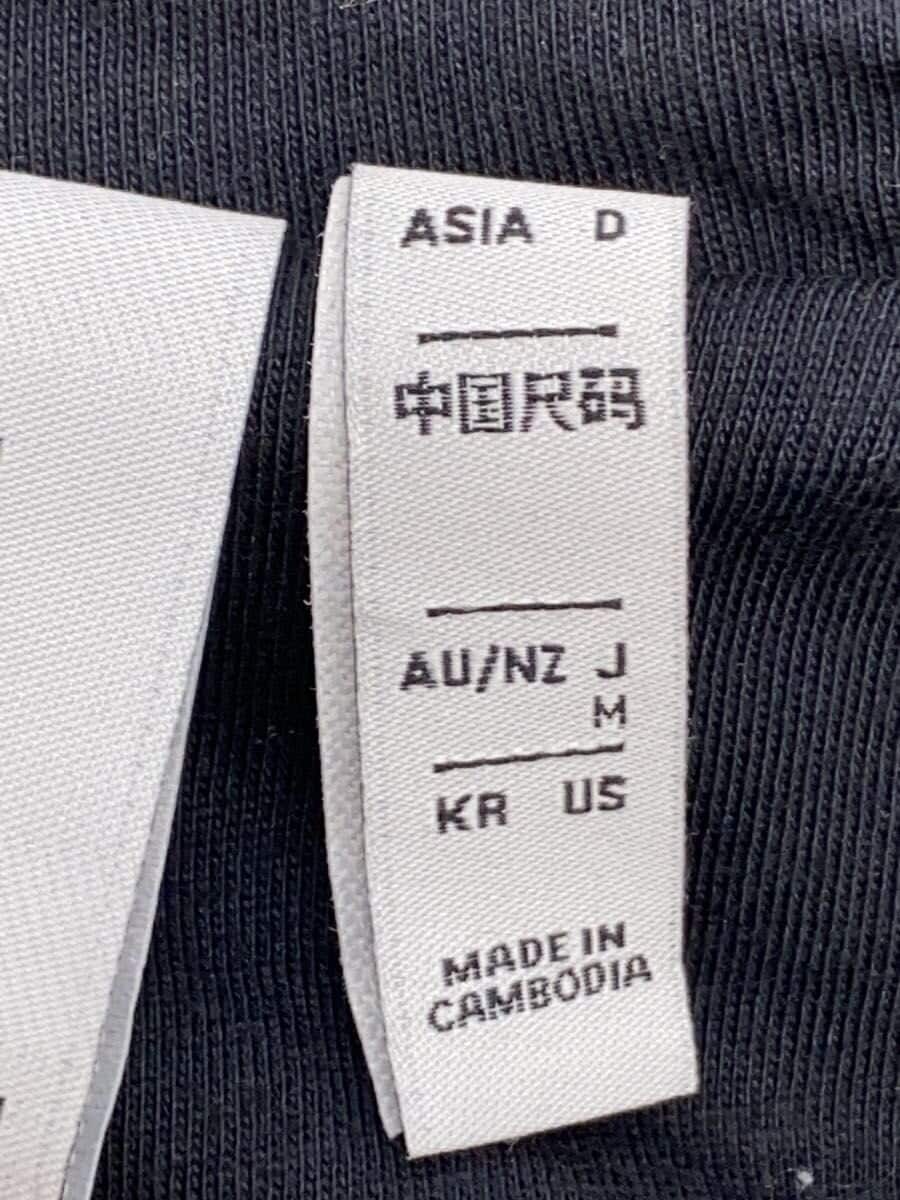 ASIA D
中国尺码
AU/NZ J
M
KR US
MADE IN
CAMBODIA